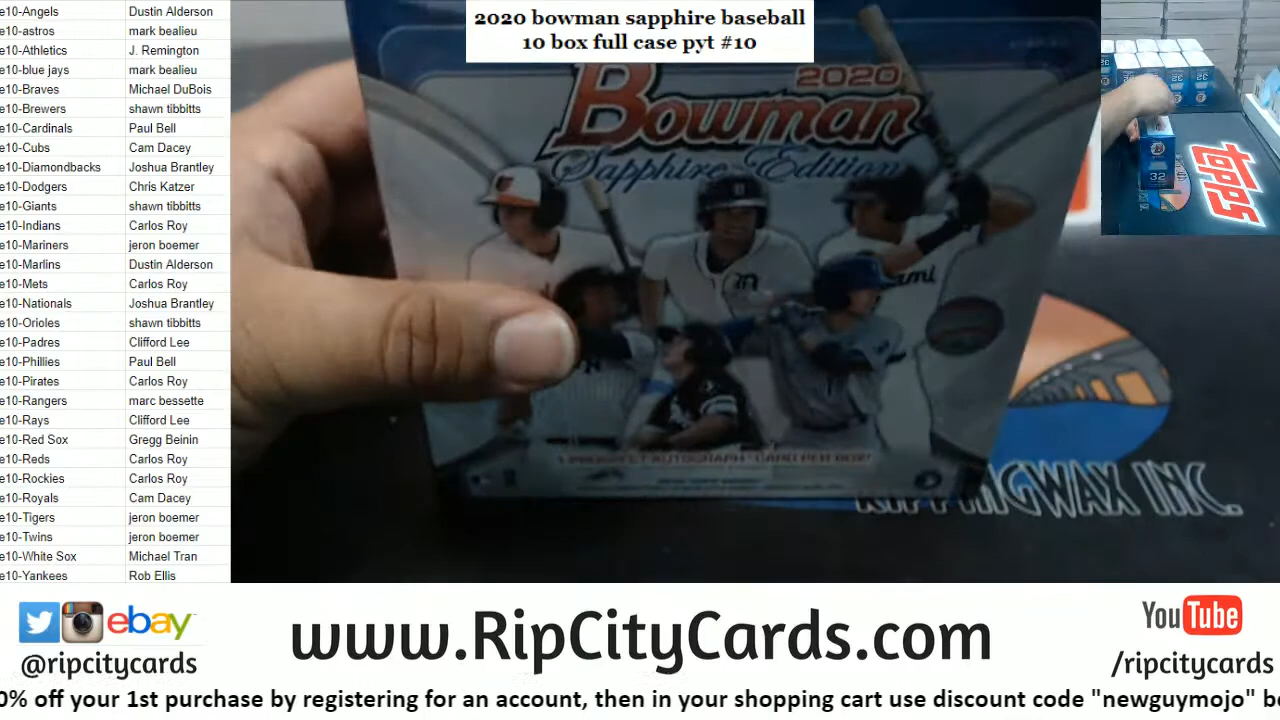 2020 bowman sapphire baseball
10 box full case pyt #10
e10-Angels Dustin Alderson
e10-astros mark bealieu
e10-Athletics J. Remington
e10-blue jays mark bealieu
e10-Braves Michael DuBois
e10-Brewers shawn tibbitts
e10-Cardinals Paul Bell
e10-Cubs Cam Dacey
e10-Diamondbacks Joshua Brantley
e10-Dodgers Chris Katzer
e10-Giants shawn tibbitts
e10-Indians Carlos Roy
e10-Mariners jeron boemer
e10-Marlins Dustin Alderson
e10-Mets Carlos Roy
e10-Nationals Joshua Brantley
e10-Orioles shawn tibbitts
e10-Padres Clifford Lee
e10-Phillies Paul Bell
e10-Pirates Carlos Roy
e10-Rangers marc bessette
e10-Rays Clifford Lee
e10-Red Sox Gregg Beinin
e10-Reds Carlos Roy
e10-Rockies Carlos Roy
e10-Royals Cam Dacey
e10-Tigers jeron boemer
e10-Twins jeron boemer
e10-White Sox Michael Tran
e10-Yankees Rob Ellis
2020
Bowman
Sapphire Edition
ami
1 PROSPECT AUTOGRAPH CARD PER BOX!
RIPPINGWAX INC.
topps
32
ebay
@ripcitycards
www.RipCityCards.com
YouTube
/ripcitycards
0% off your 1st purchase by registering for an account, then in your shopping cart use discount code "newguymojo" be